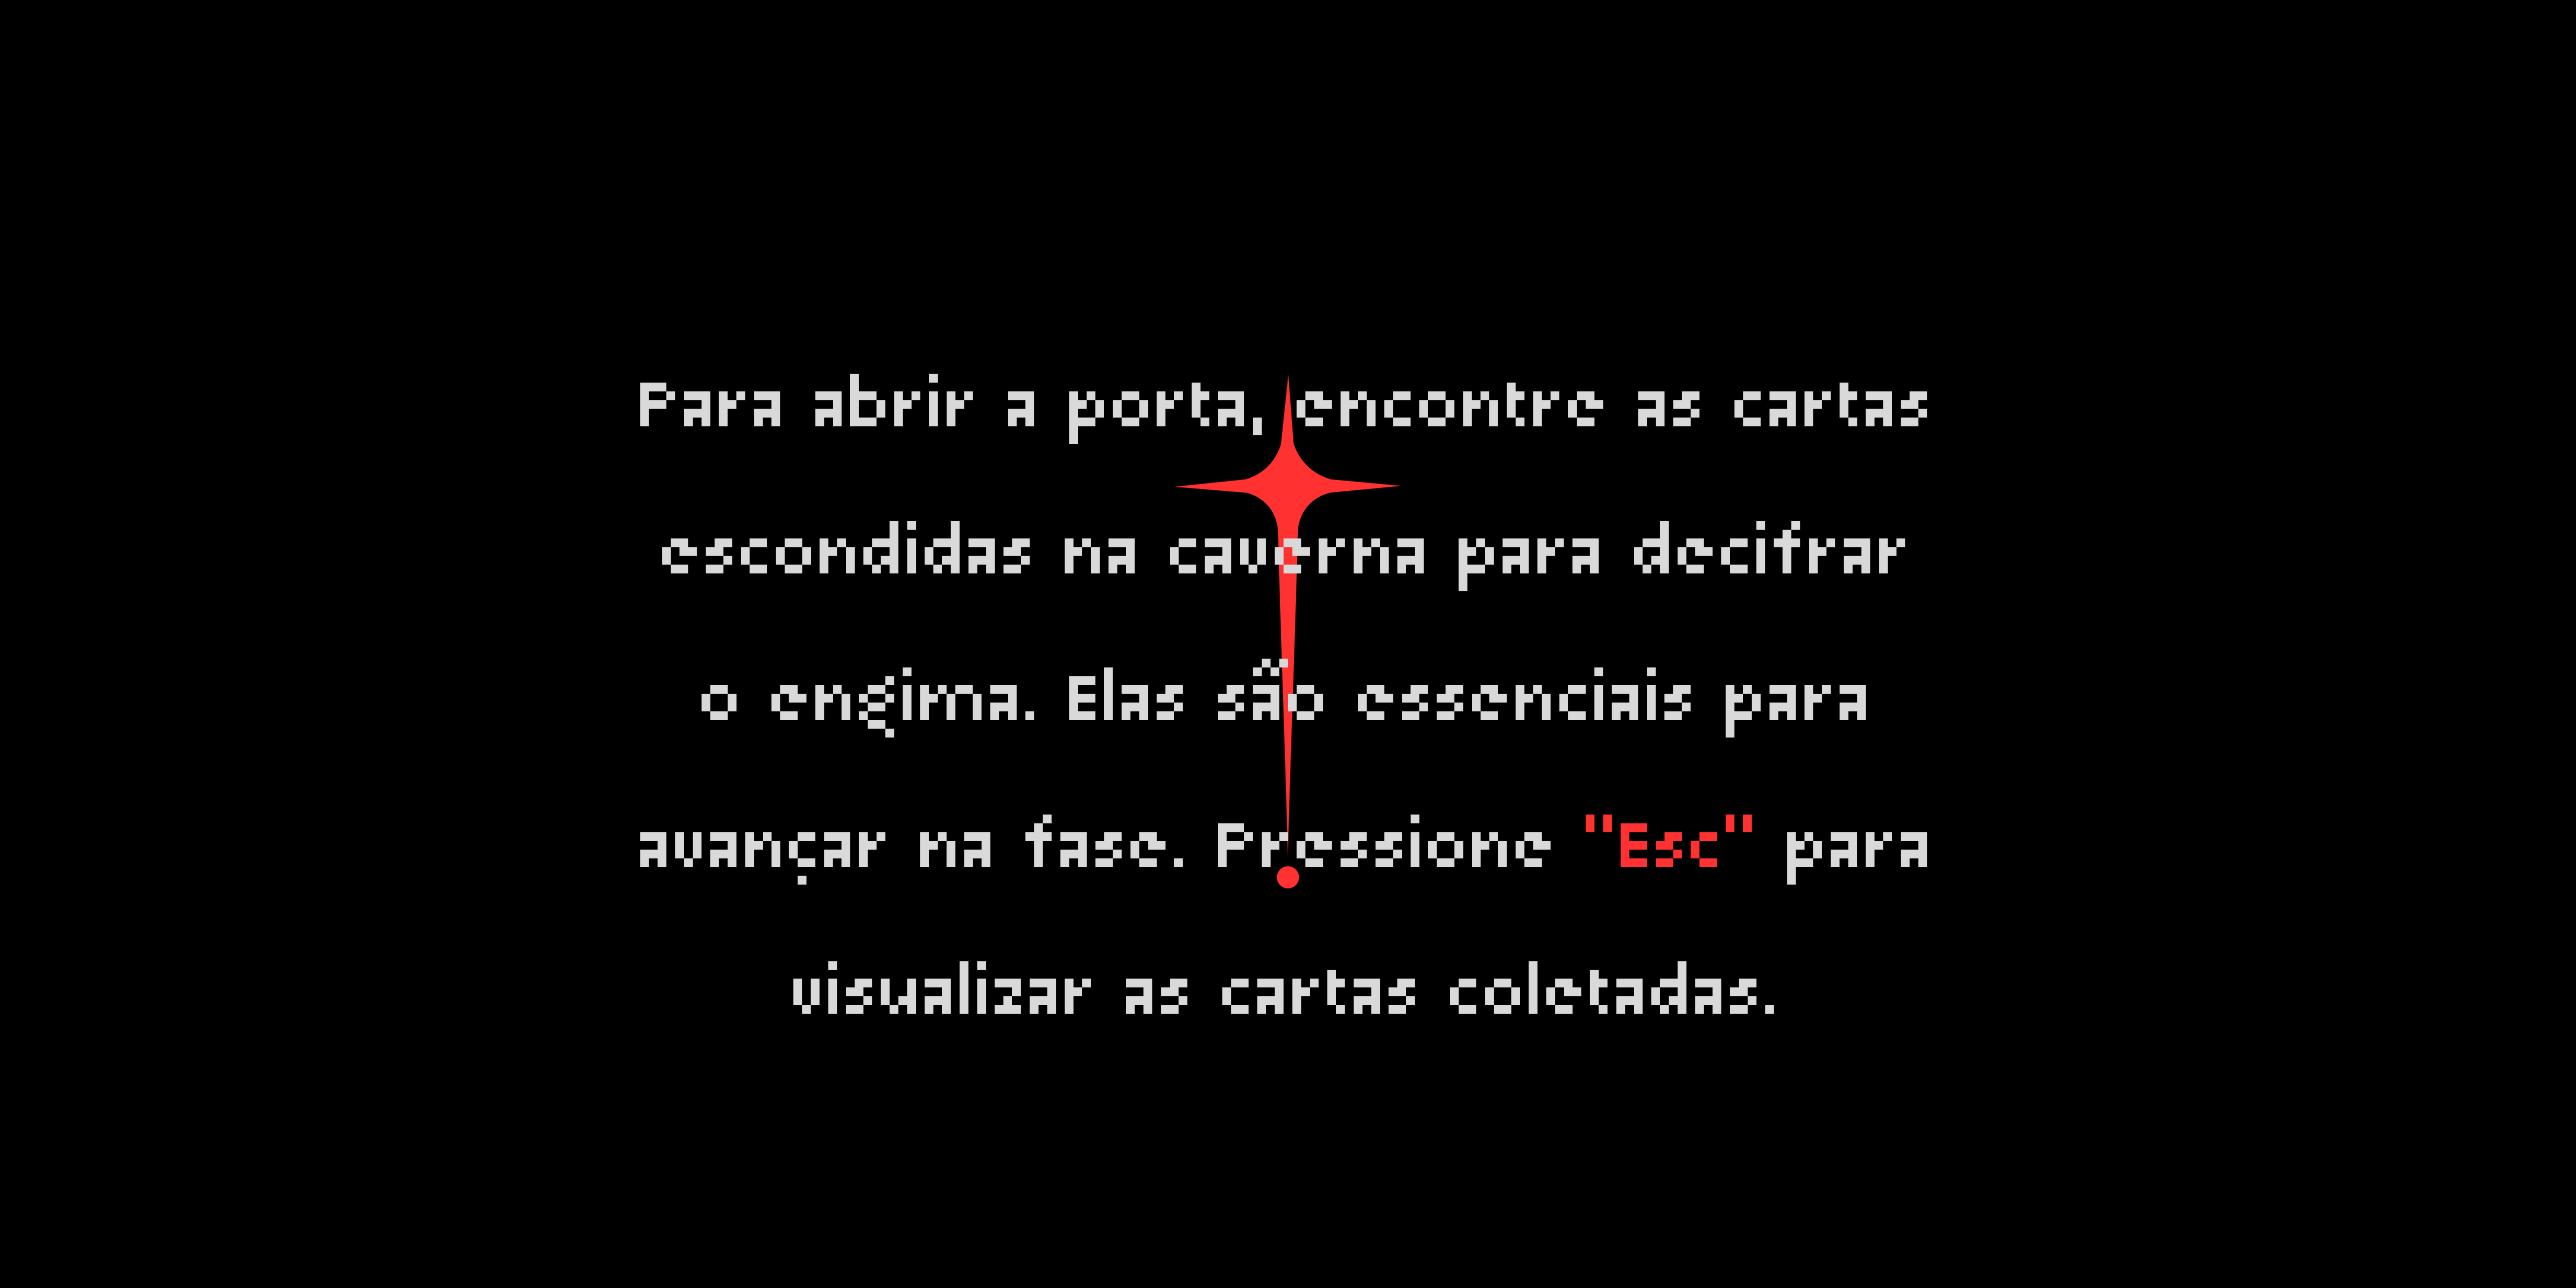 Para abrir a porta, encontre as cartas
escondidas na caverna para decifrar
o engima. Elas são essenciais para
avançar na fase. Pressione "Esc" para
visualizar as cartas coletadas.